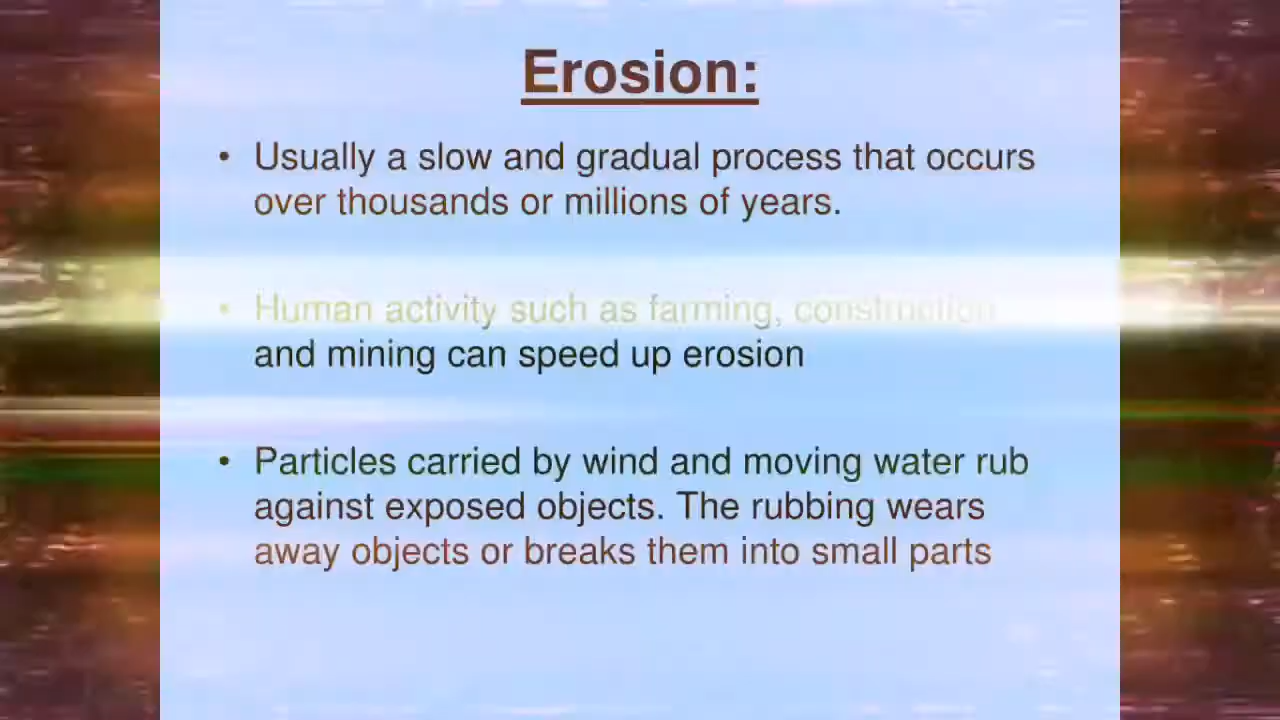 Erosion:
• Usually a slow and gradual process that occurs
over thousands or millions of years.
• Human activity such as farming, construction
and mining can speed up erosion
• Particles carried by wind and moving water rub
against exposed objects. The rubbing wears
away objects or breaks them into small parts